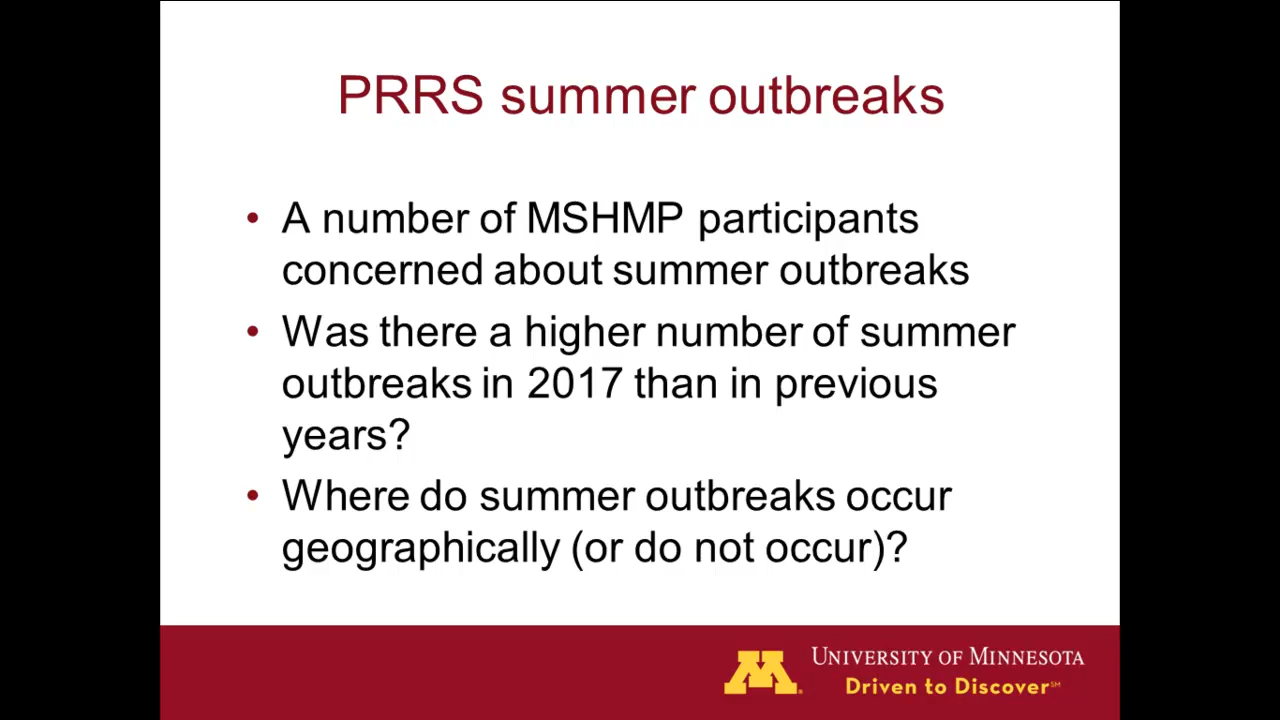 PRRS summer outbreaks
• A number of MSHMP participants
concerned about summer outbreaks
• Was there a higher number of summer
outbreaks in 2017 than in previous
years?
• Where do summer outbreaks occur
geographically (or do not occur)?
M
UNIVERSITY OF MINNESOTA
Driven to Discover℠